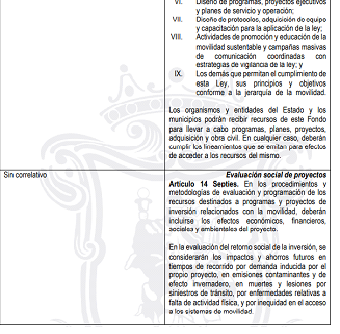 VI. Diseño de programas, proyectos ejecutivos
y planes de servicio y operación;
VII. Diseño de protocolos, adquisición de equipo
y capacitación para la aplicación de la ley;
VIII. Actividades de promoción y educación de la
movilidad sustentable y campañas masivas
de comunicación coordinadas con
estrategias de vigilancia de la ley; y
IX. Los demás que permitan el cumplimiento de
esta Ley, sus principios y objetivos
conforme a la jerarquía de la movilidad.
Los organismos y entidades del Estado y los
municipios podrán recibir recursos de este Fondo
para llevar a cabo programas, planes, proyectos,
adquisición y obra civil. En cualquier caso, deberán
cumplir los lineamientos que se emitan para efectos
de acceder a los recursos del mismo.
Sin correlativo
Evaluación social de proyectos
Artículo 14 Septies. En los procedimientos y
metodologías de evaluación y programación de los
recursos destinados a programas y proyectos de
inversión relacionados con la movilidad, deberán
incluirse los efectos económicos, financieros,
sociales y ambientales del proyecto.
En la evaluación del retorno social de la inversión, se
considerarán los impactos y ahorros futuros en
tiempos de recorrido por demanda inducida por el
propio proyecto, en emisiones contaminantes y de
efecto invernadero, en muertes y lesiones por
siniestros de tránsito, por enfermedades relativas a
falta de actividad física, y por inequidad en el acceso
a los sistemas de movilidad.